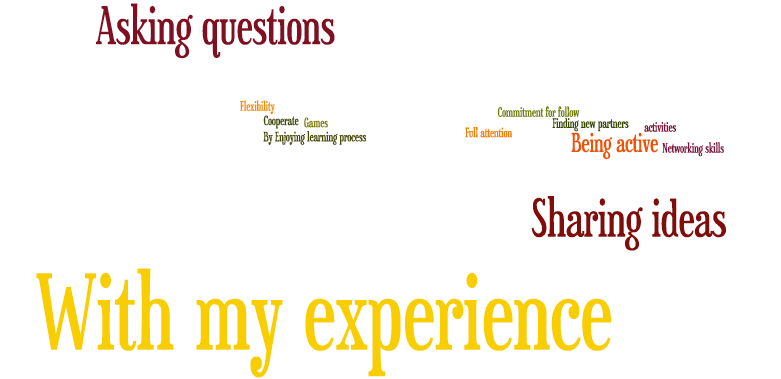 Asking questions
Flexibility
Commitment for follow
Cooperate
Games
Finding new partners
activities
Full attention
By Enjoying learning process
Being active
Networking skills
Sharing ideas
With my experience